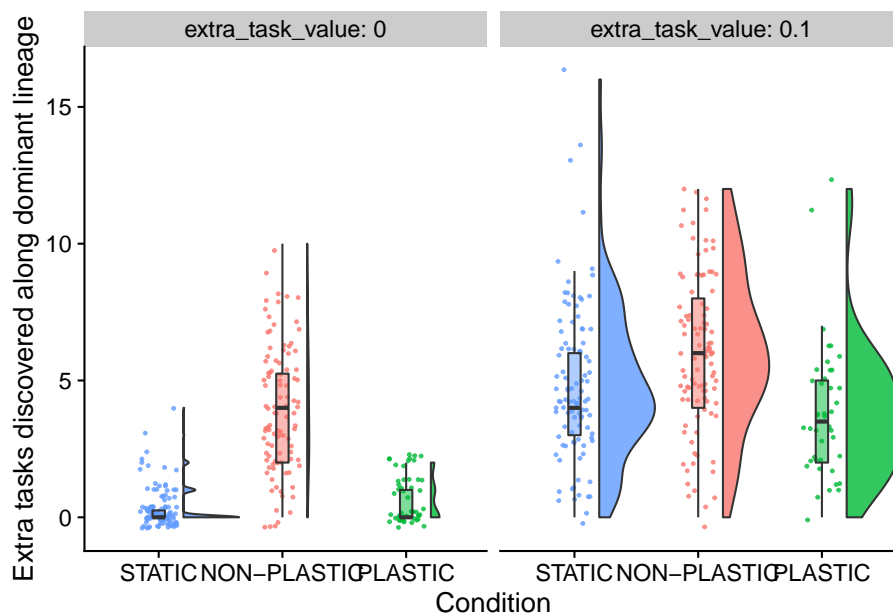 extra_task_value: 0
extra_task_value: 0.1
Extra tasks discovered along dominant lineage
15
10
5
0
STATIC NON-PLASTIC PLASTIC
STATIC NON-PLASTIC PLASTIC
Condition